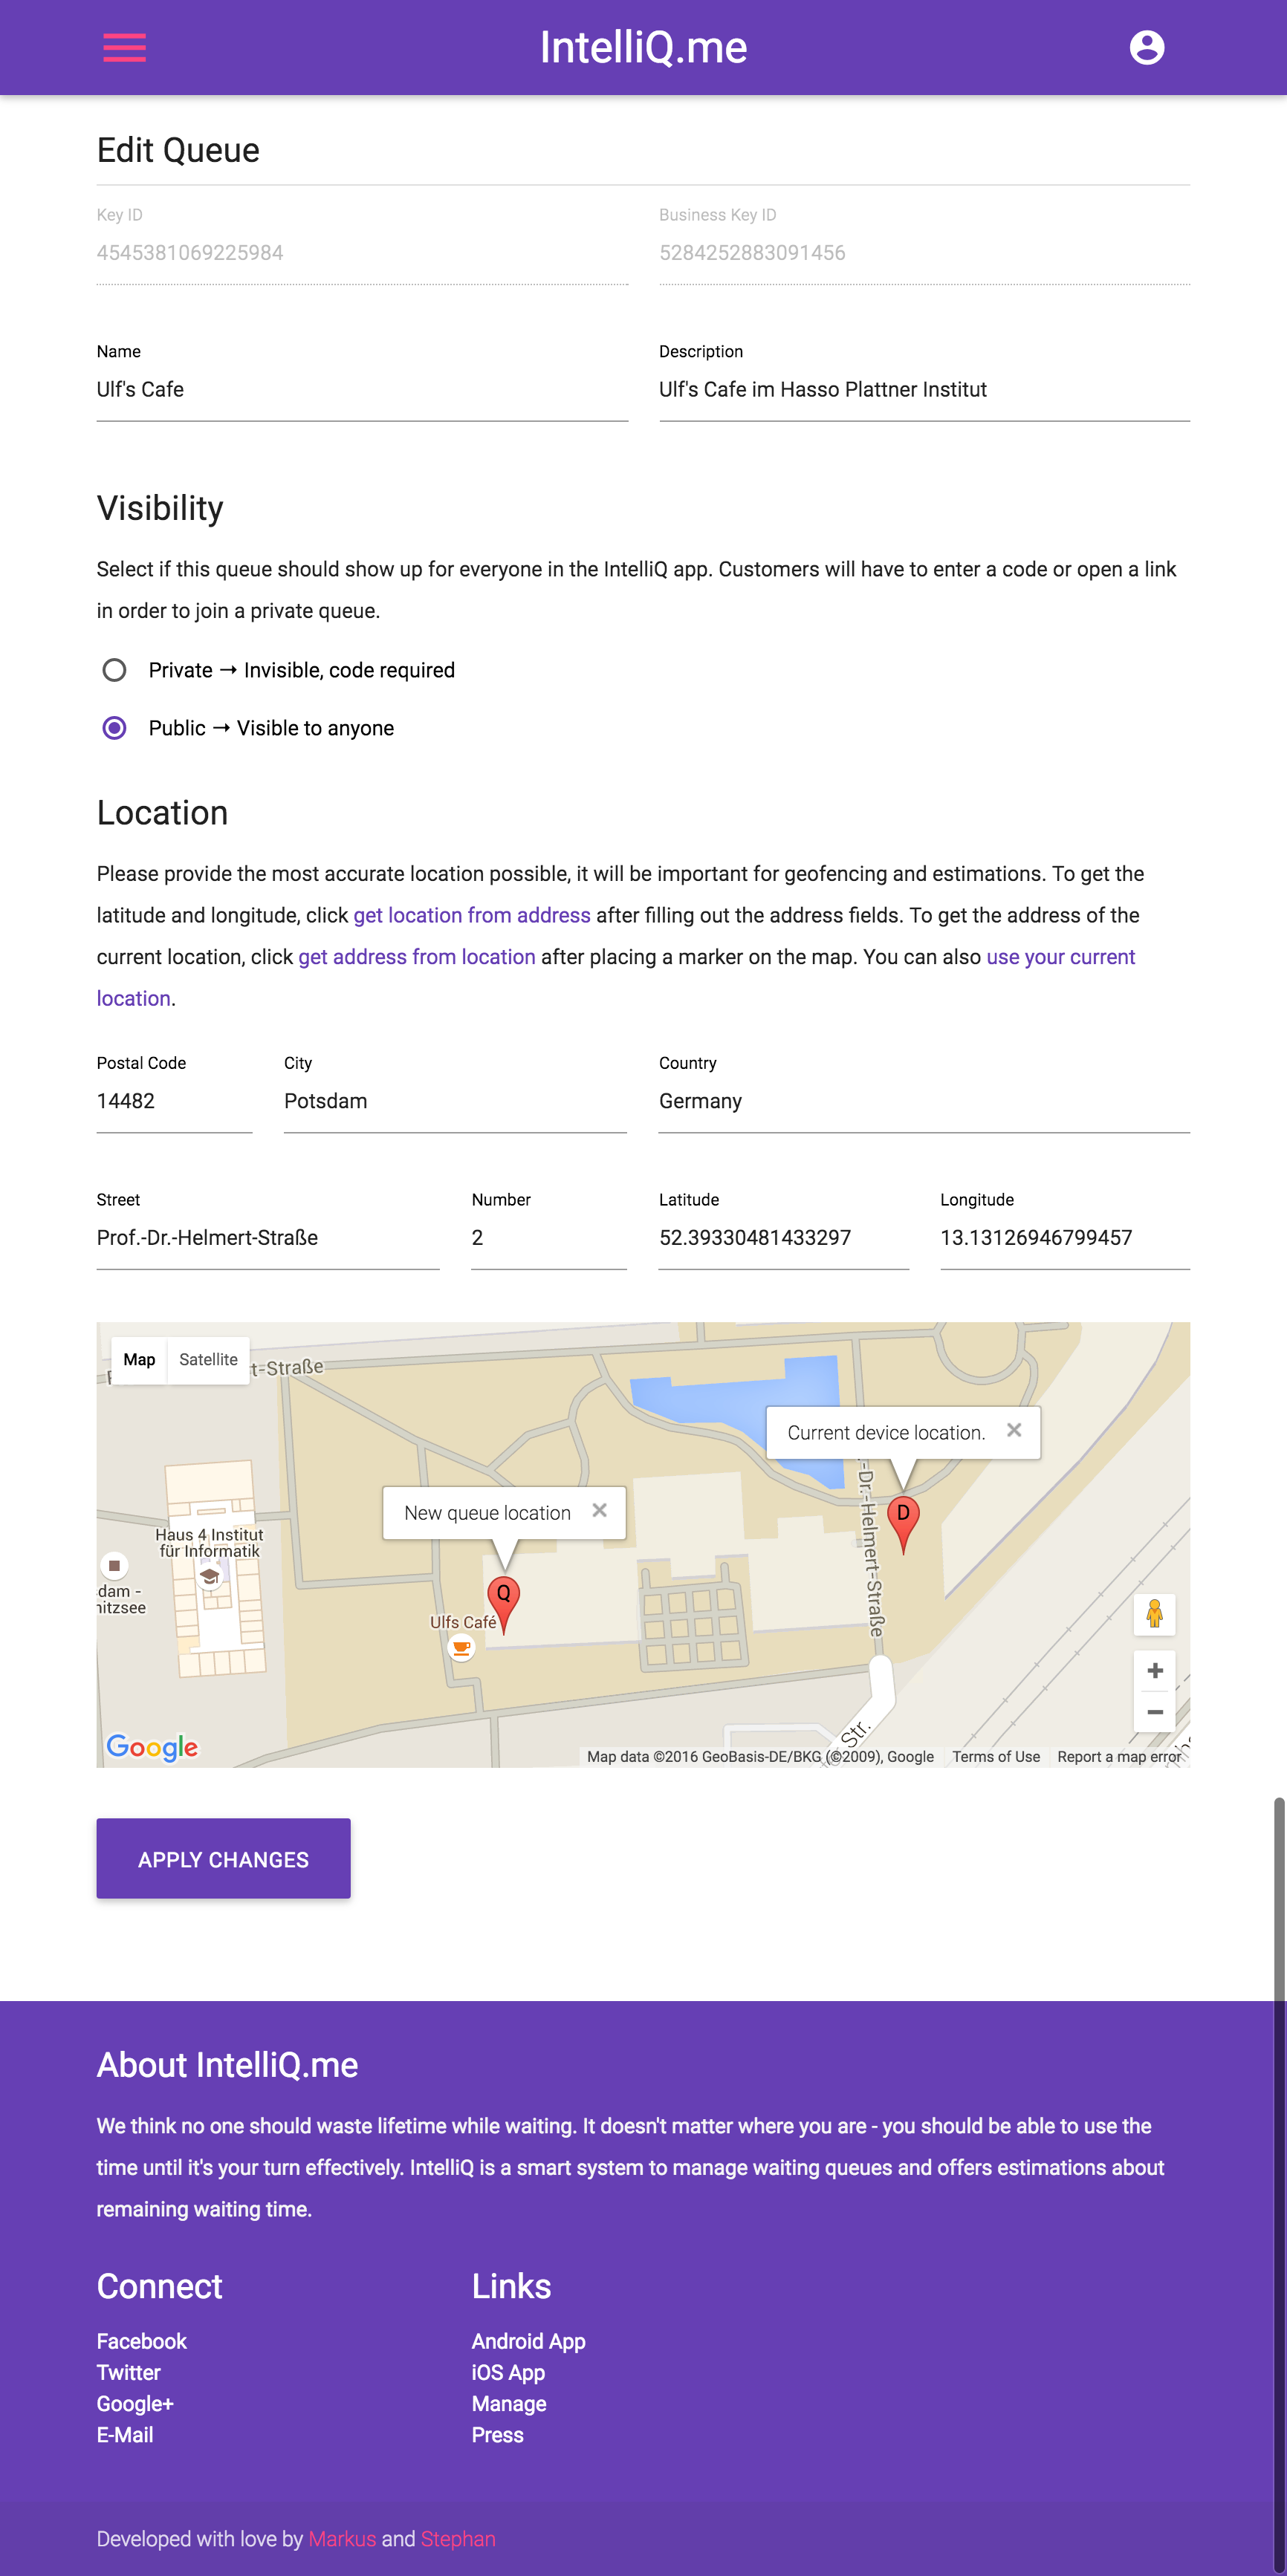 IntelliQ.me
Edit Queue
Key ID
Business Key ID
4545381069225984
5284252883091456
Name
Description
Ulf's Cafe
Ulf's Cafe im Hasso Plattner Institut
Visibility
Select if this queue should show up for everyone in the IntelliQ app. Customers will have to enter a code or open a link
in order to join a private queue.
Private → Invisible, code required
Public → Visible to anyone
Location
Please provide the most accurate location possible, it will be important for geofencing and estimations. To get the
latitude and longitude, click get location from address after filling out the address fields. To get the address of the
current location, click get address from location after placing a marker on the map. You can also use your current
location.
Postal Code
City
Country
14482
Potsdam
Germany
Street
Number
Latitude
Longitude
Prof.-Dr.-Helmert-Straße
2
52.39330481433297
13.13126946799457
Map
Satellite
t-Straße
Current device location.
D
New queue location
Q
-Dr.-Helmert-Straße
Haus 4 Institut
für Informatik
dam -
nitzsee
Ulfs Café
Str.
Google
Map data ©2016 GeoBasis-DE/BKG (©2009), Google
Terms of Use
Report a map error
APPLY CHANGES
About IntelliQ.me
We think no one should waste lifetime while waiting. It doesn't matter where you are - you should be able to use the
time until it's your turn effectively. IntelliQ is a smart system to manage waiting queues and offers estimations about
remaining waiting time.
Connect
Links
Facebook
Android App
Twitter
iOS App
Google+
Manage
E-Mail
Press
Developed with love by Markus and Stephan